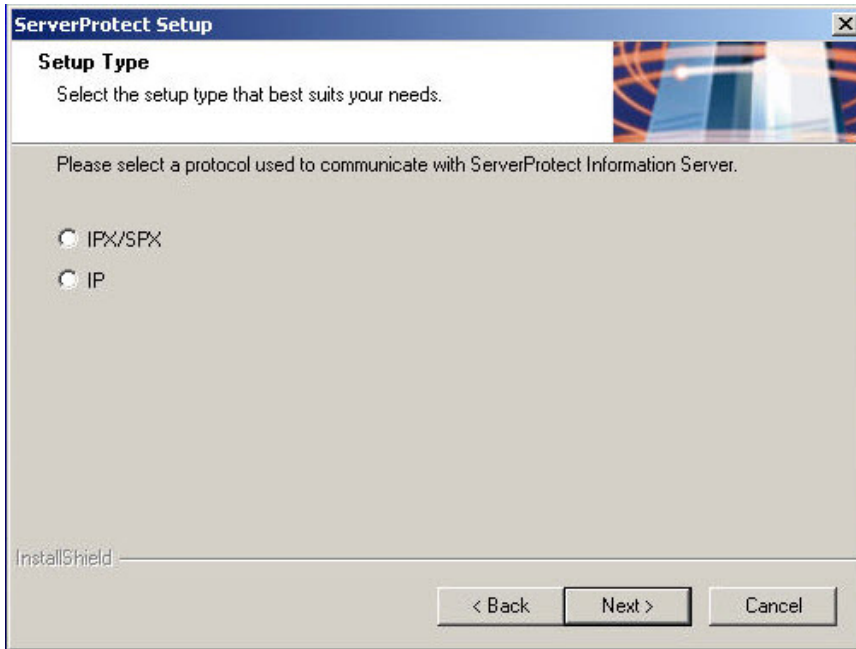 ServerProtect Setup
Setup Type
Select the setup type that best suits your needs.
Please select a protocol used to communicate with ServerProtect Information Server.
IPX/SPX
IP
InstallShield
< Back
Next >
Cancel